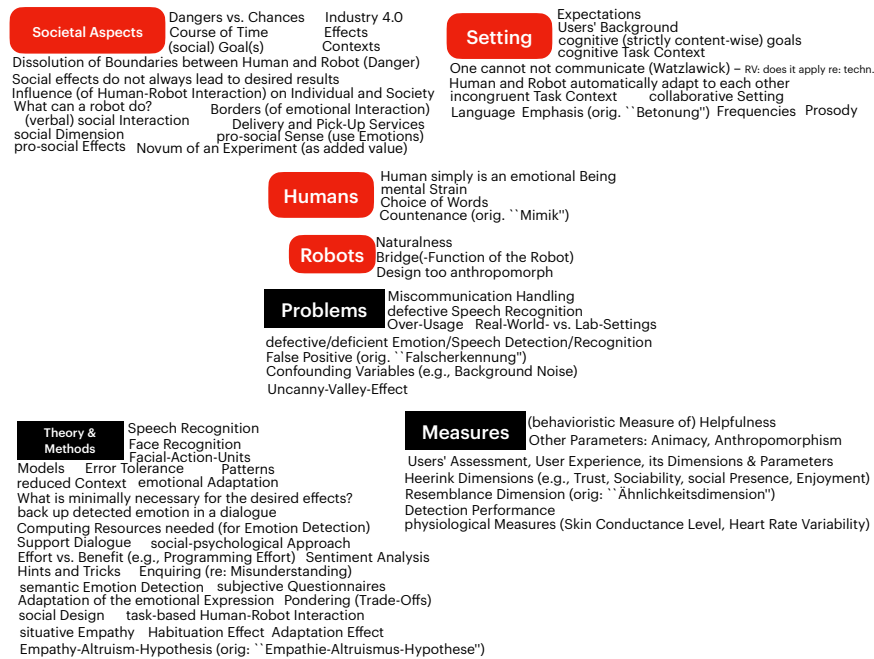 Societal Aspects
Dangers vs. Chances Industry 4.0
Course of Time Effects
(social) Goal(s) Contexts
Dissolution of Boundaries between Human and Robot (Danger)
Social effects do not always lead to desired results
Influence (of Human-Robot Interaction) on Individual and Society
What can a robot do? Borders (of emotional Interaction)
(verbal) social Interaction Delivery and Pick-Up Services
social Dimension pro-social Sense (use Emotions)
pro-social Effects Novum of an Experiment (as added value)
Setting
Expectations
Users' Background
cognitive (strictly content-wise) goals
cognitive Task Context
One cannot not communicate (Watzlawick) – RV: does it apply re: techn.
Human and Robot automatically adapt to each other
incongruent Task Context collaborative Setting
Language Emphasis (orig. ``Betonung'') Frequencies Prosody
Humans
Human simply is an emotional Being
mental Strain
Choice of Words
Countenance (orig. ``Mimik'')
Robots
Naturalness
Bridge(-Function of the Robot)
Design too anthropomorph
Problems
Miscommunication Handling
defective Speech Recognition
Over-Usage Real-World- vs. Lab-Settings
defective/deficient Emotion/Speech Detection/Recognition
False Positive (orig. ``Falscherkennung'')
Confounding Variables (e.g., Background Noise)
Uncanny-Valley-Effect
Theory &
Methods
Speech Recognition
Face Recognition
Facial-Action-Units
Models Error Tolerance Patterns
reduced Context emotional Adaptation
What is minimally necessary for the desired effects?
back up detected emotion in a dialogue
Computing Resources needed (for Emotion Detection)
Support Dialogue social-psychological Approach
Effort vs. Benefit (e.g., Programming Effort) Sentiment Analysis
Hints and Tricks Enquiring (re: Misunderstanding)
semantic Emotion Detection subjective Questionnaires
Adaptation of the emotional Expression Pondering (Trade-Offs)
social Design task-based Human-Robot Interaction
situative Empathy Habituation Effect Adaptation Effect
Empathy-Altruism-Hypothesis (orig: ``Empathie-Altruismus-Hypothese'')
Measures
(behavioristic Measure of) Helpfulness
Other Parameters: Animacy, Anthropomorphism
Users' Assessment, User Experience, its Dimensions & Parameters
Heerink Dimensions (e.g., Trust, Sociability, social Presence, Enjoyment)
Resemblance Dimension (orig: ``Ähnlichkeitsdimension'')
Detection Performance
physiological Measures (Skin Conductance Level, Heart Rate Variability)